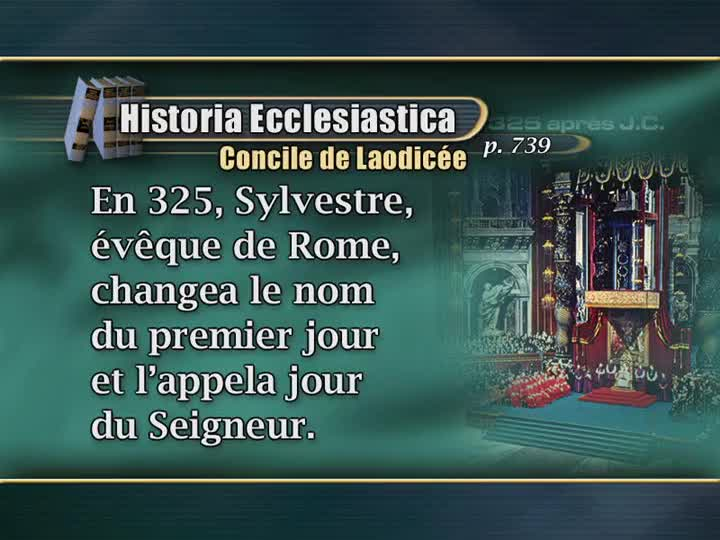 Historia Ecclesiastica
325 après J.C.
Concile de Laodicée
p. 739
En 325, Sylvestre,
évêque de Rome,
changea le nom
du premier jour
et l'appela jour
du Seigneur.